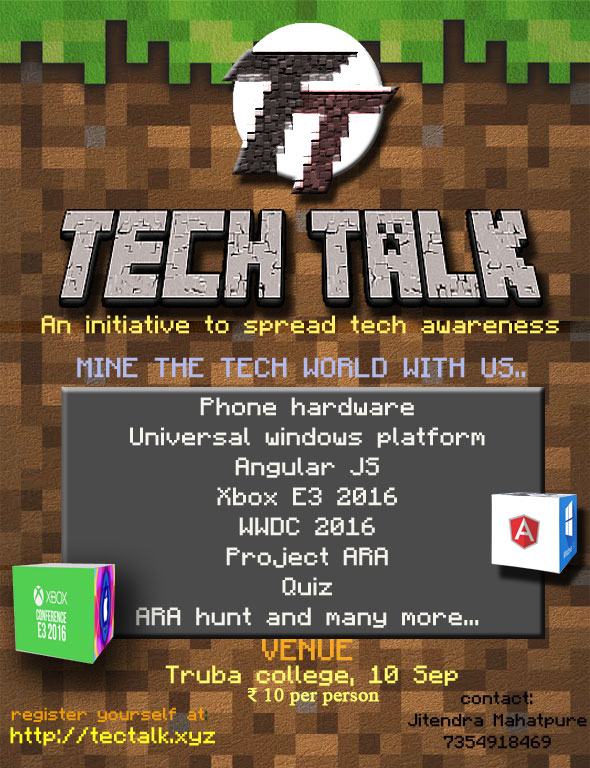 TT
TECH TALK
An initiative to spread tech awareness
MINE THE TECH WORLD WITH US..
Phone hardware
Universal windows platform
Angular JS
Xbox E3 2016
WWDC 2016
Project ARA
Quiz
ARA hunt and many more...
A
XBOX
CONFERENCE
E3 2016
VENUE
Truba college, 10 Sep
₹ 10 per person
register yourself at
http://tectalk.xyz
contact:
Jitendra Mahatpure
7354918469